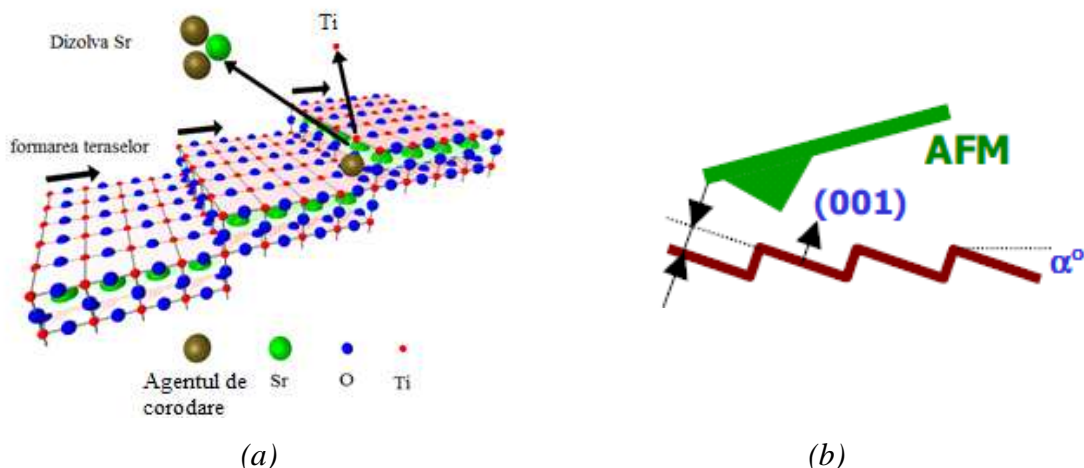 Dizolva Sr
Ti
formarea teraselor
Agentul de
corodare
Sr
O
Ti
(a)
AFM
(001)
α°
(b)